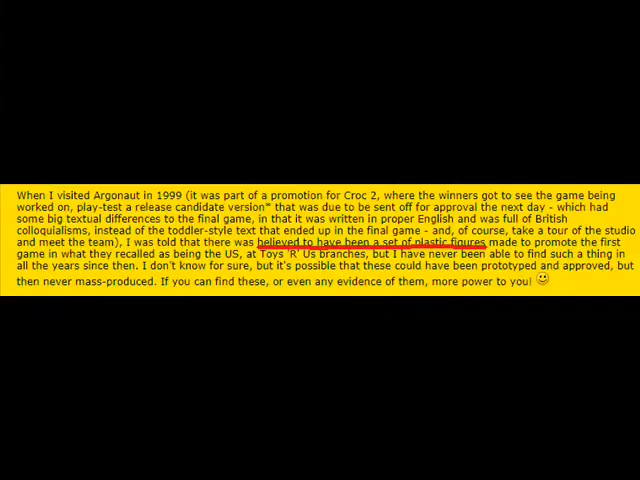 When I visited Argonaut in 1999 (it was part of a promotion for Croc 2, where the winners got to see the game being
worked on, play-test a release candidate version* that was due to be sent off for approval the next day - which had
some big textual differences to the final game, in that it was written in proper English and was full of British
colloquialisms, instead of the toddler-style text that ended up in the final game - and, of course, take a tour of the studio
and meet the team), I was told that there was believed to have been a set of plastic figures made to promote the first
game in what they recalled as being the US, at Toys 'R' Us branches, but I have never been able to find such a thing in
all the years since then. I don't know for sure, but it's possible that these could have been prototyped and approved, but
then never mass-produced. If you can find these, or even any evidence of them, more power to you!